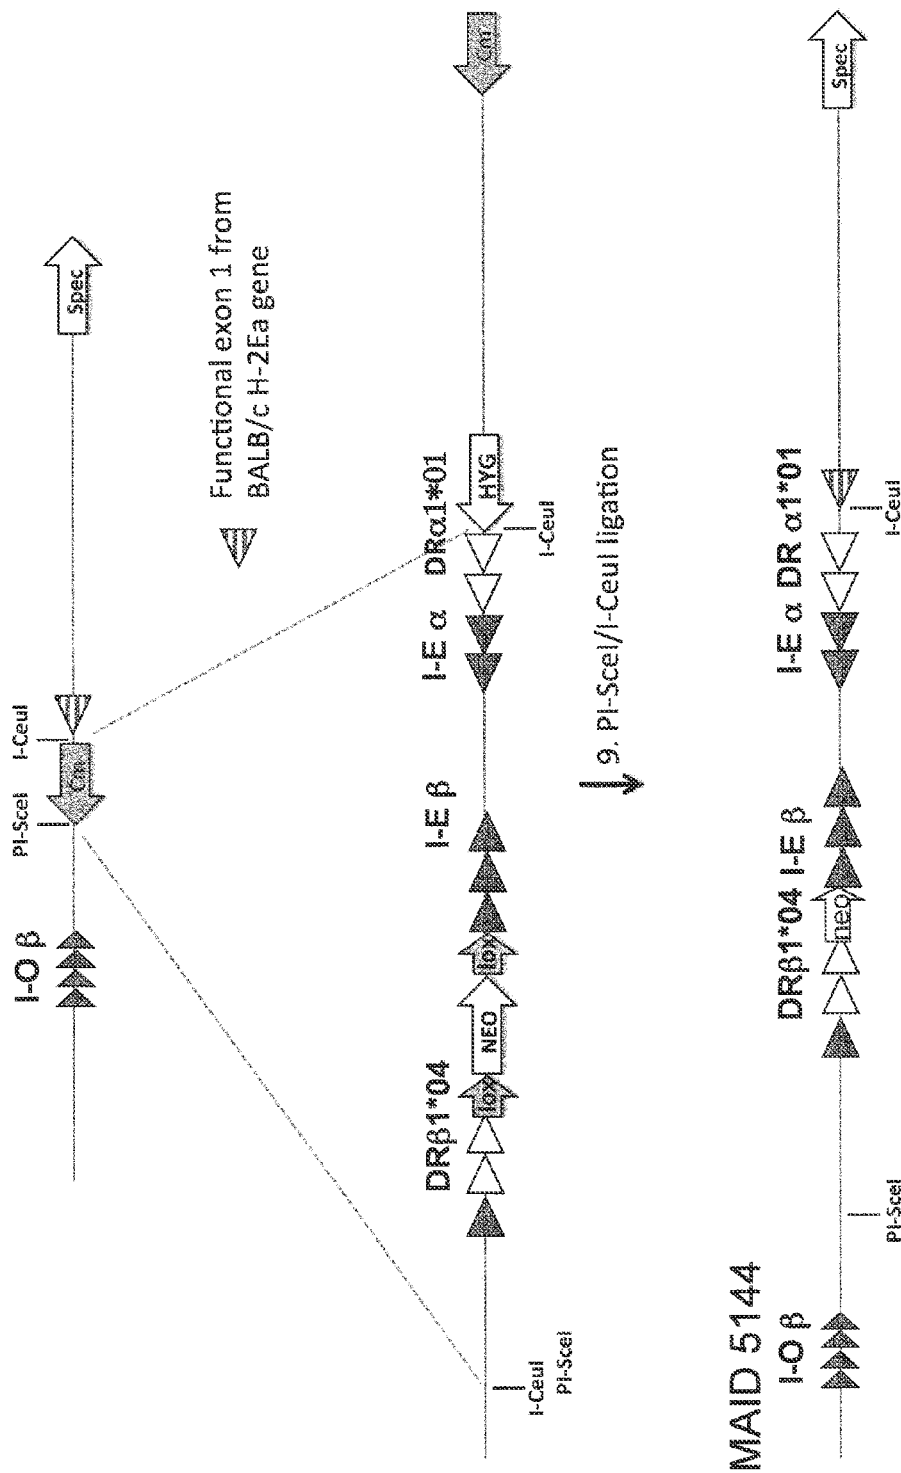 I-O β
PI-SceI
I-CeuI
Cm
Spec
Functional exon 1 from
BALB/c H-2Ea gene
DRβ1*04
I-E β
I-E α
DRα1*01
lox
NEO
lox
HYG
Cm
I-CeuI
PI-SceI
I-CeuI
9. PI-SceI/I-CeuI ligation
MAID 5144
I-O β
DRβ1*04 I-E β
I-E α DR α1*01
neo
Spec
PI-SceI
I-CeuI